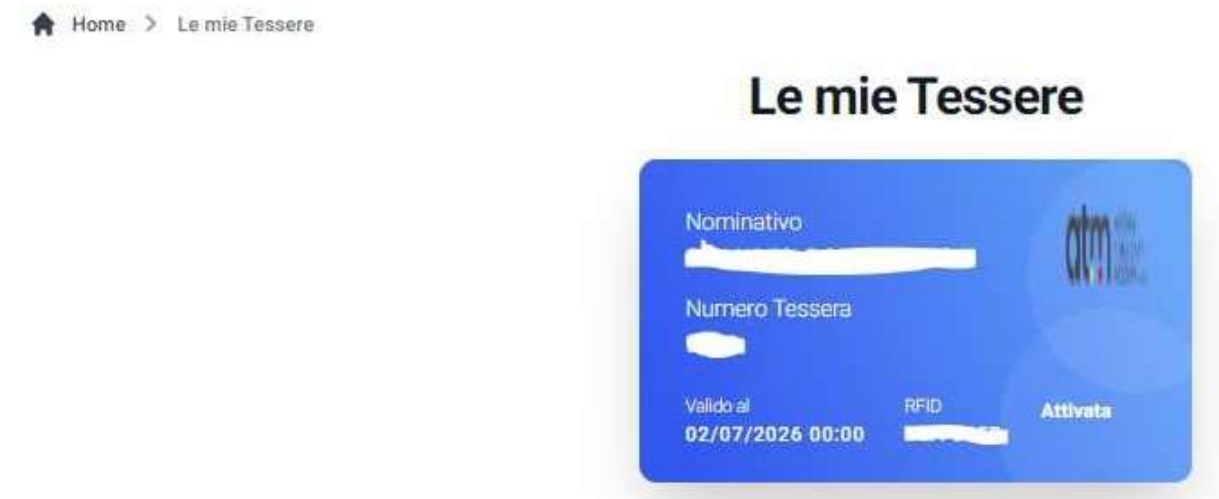 Home > Le mie Tessere
Le mie Tessere
Nominativo
atm
Numero Tessera
Valido al
RFID
Attivata
02/07/2026 00:00